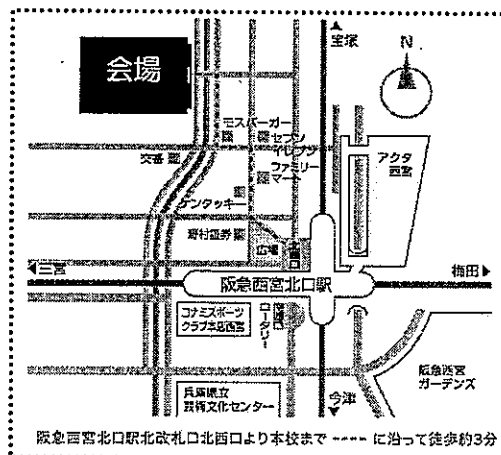 会場
宝塚
N
モスバーガー
セブン
イレブン
交番
ファミリー
マート
アクタ
西宮
ケンタッキー
野村證券
広場
北西口
三宮
梅田
阪急西宮北口駅
コナミスポーツ
クラブ本店西宮
ロータリー
兵庫県立
芸術文化センター
阪急西宮
ガーデンズ
今津
阪急西宮北口駅北改札口北西口より本校まで ---- に沿って徒歩約3分